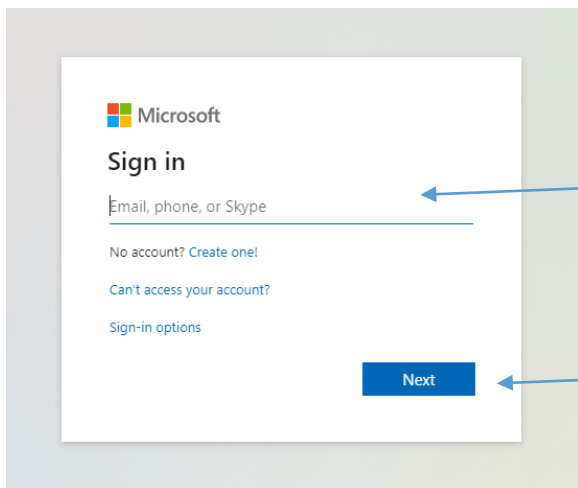 Microsoft
Sign in
Email, phone, or Skype
No account? Create one!
Can't access your account?
Sign-in options
Next